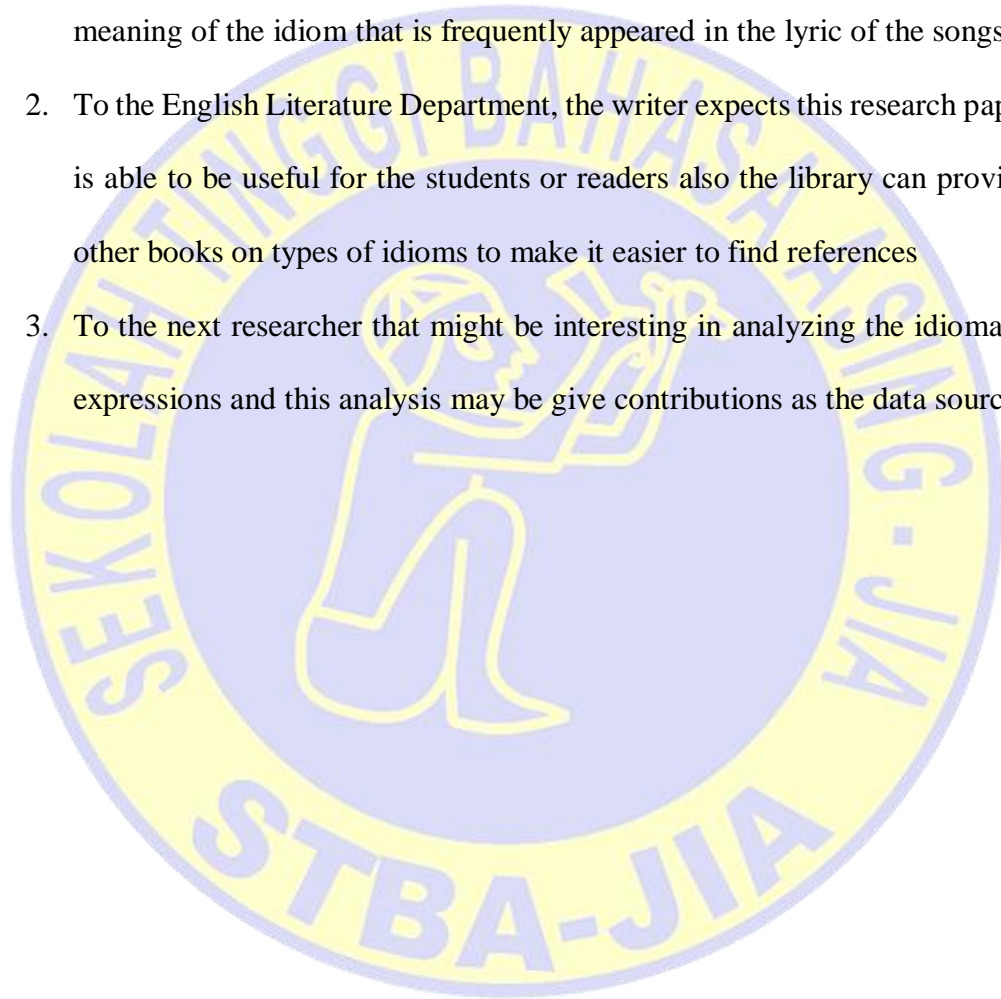 meaning of the idiom that is frequently appeared in the lyric of the songs
2. To the English Literature Department, the writer expects this research pap
is able to be useful for the students or readers also the library can provi
other books on types of idioms to make it easier to find references
3. To the next researcher that might be interesting in analyzing the idioma
expressions and this analysis may be give contributions as the data sourc
SEKOLAH TINGGI BAHASA ASING - JIA
STBA-JIA